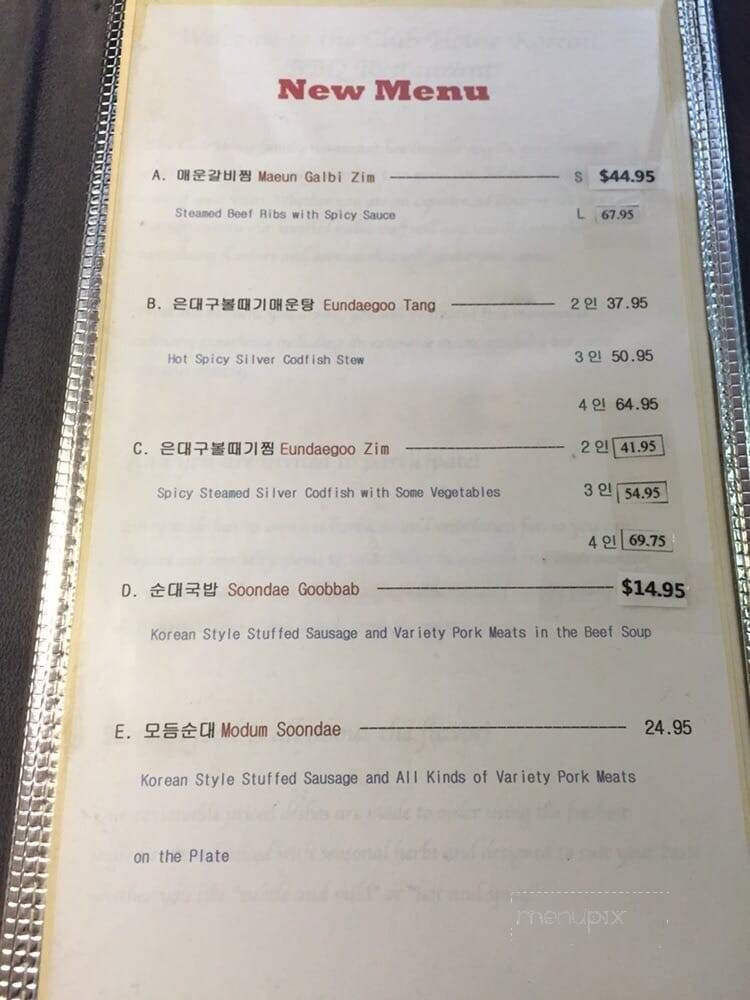 New Menu
A. 매운갈비찜 Maeun Galbi Zim S $44.95
Steamed Beef Ribs with Spicy Sauce L 67.95
B. 은대구볼때기매운탕 Eundaegoo Tang 2인 37.95
Hot Spicy Silver Codfish Stew 3인 50.95
4인 64.95
C. 은대구볼때기찜 Eundaegoo Zim 2인 41.95
Spicy Steamed Silver Codfish with Some Vegetables 3인 54.95
4인 69.75
D. 순대국밥 Soondae Goobbab $14.95
Korean Style Stuffed Sausage and Variety Pork Meats in the Beef Soup
E. 모듬순대 Modum Soondae 24.95
Korean Style Stuffed Sausage and All Kinds of Variety Pork Meats
on the Plate
menupix